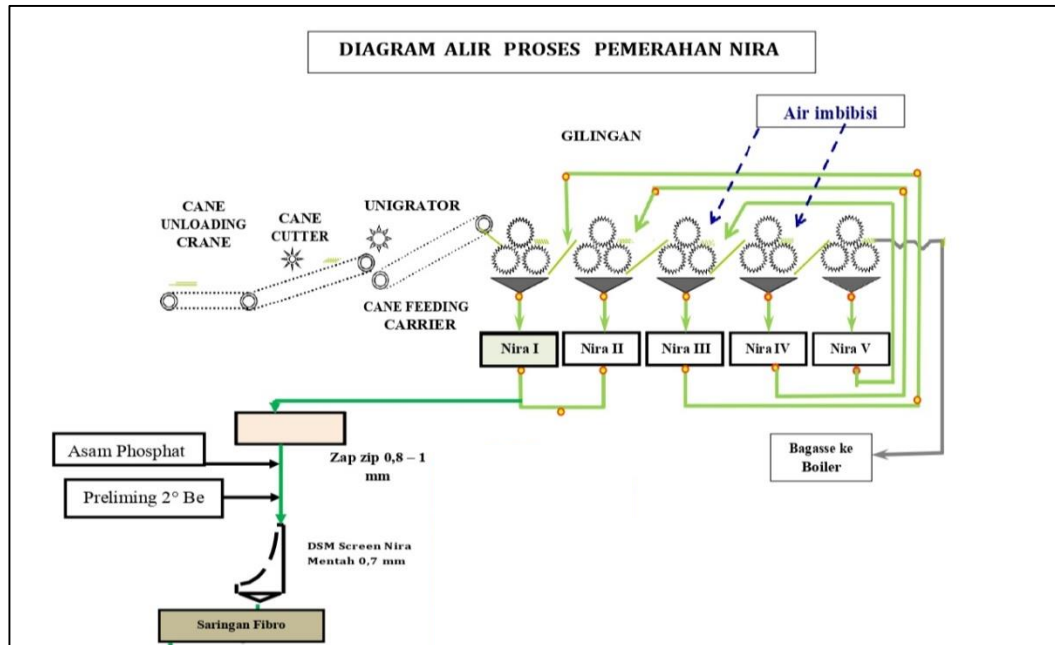 DIAGRAM ALIR PROSES PEMERAHAN NIRA
Air imbibisi
GILINGAN
UNIGRATOR
CANE
UNLOADING
CRANE
CANE
CUTTER
CANE FEEDING
CARRIER
Nira I
Nira II
Nira III
Nira IV
Nira V
Asam Phosphat
Zap zip 0,8 – 1
mm
Bagasse ke
Boiler
Preliming 2° Be
DSM Screen Nira
Mentah 0,7 mm
Saringan Fibro